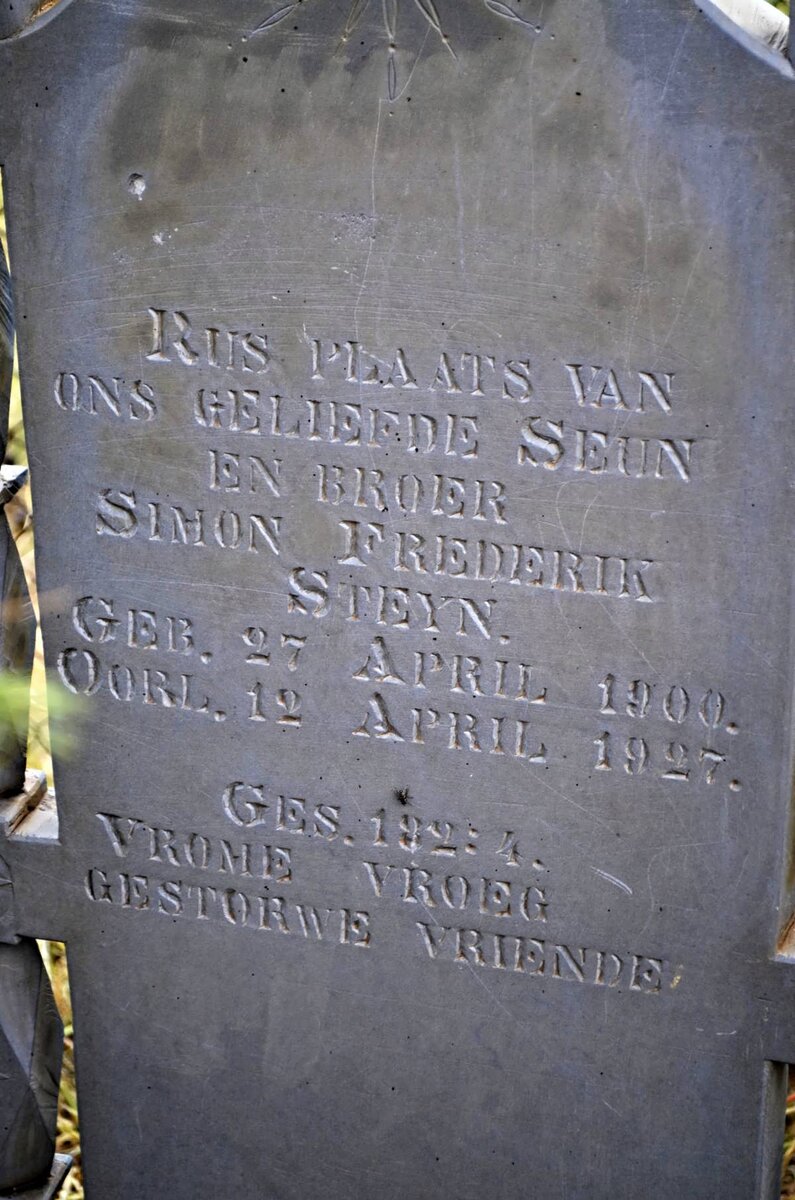 RUS PLAATS VAN
ONS GELIEFDE SEUN
EN BROER
SIMON FREDERIK
STEYN.
GEB. 27 APRIL 1900.
OORL. 12 APRIL 1927.
GES. 182:4.
VROME VROEG
GESTORWE VRIENDE